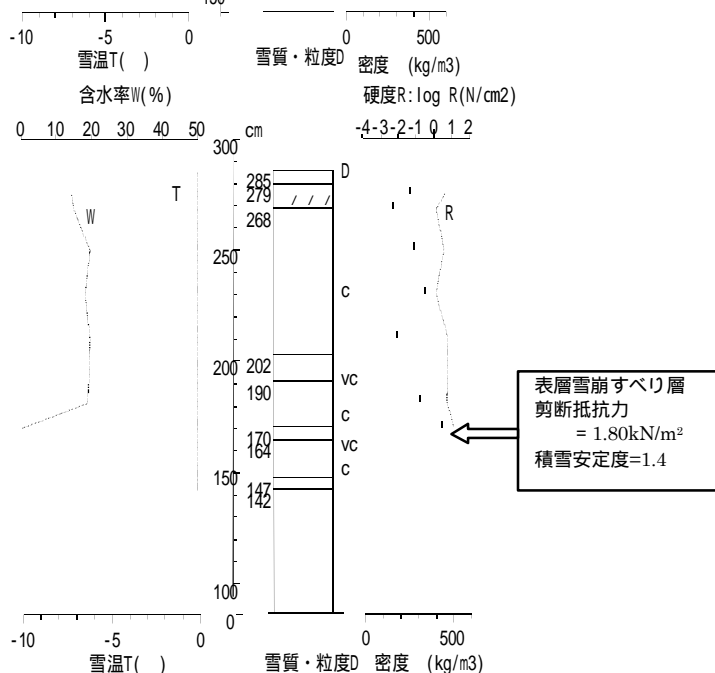 150
-10 -5 0 0 500
雪温T( ) 雪質・粒度D 密度 (kg/m3)
含水率W(%) 硬度R:log R(N/cm2)
0 10 20 30 40 50 cm -4-3-2-1 0 1 2
300
D
285
T 279
W 268 R
250
C
200 202
VC
190
C
170
164 VC
C
150 147
142
100
0
表層雪崩すべり層
剪断抵抗力
= 1.80kN/m²
積雪安定度=1.4
-10 -5 0 0 500
雪温T( ) 雪質・粒度D 密度 (kg/m3)